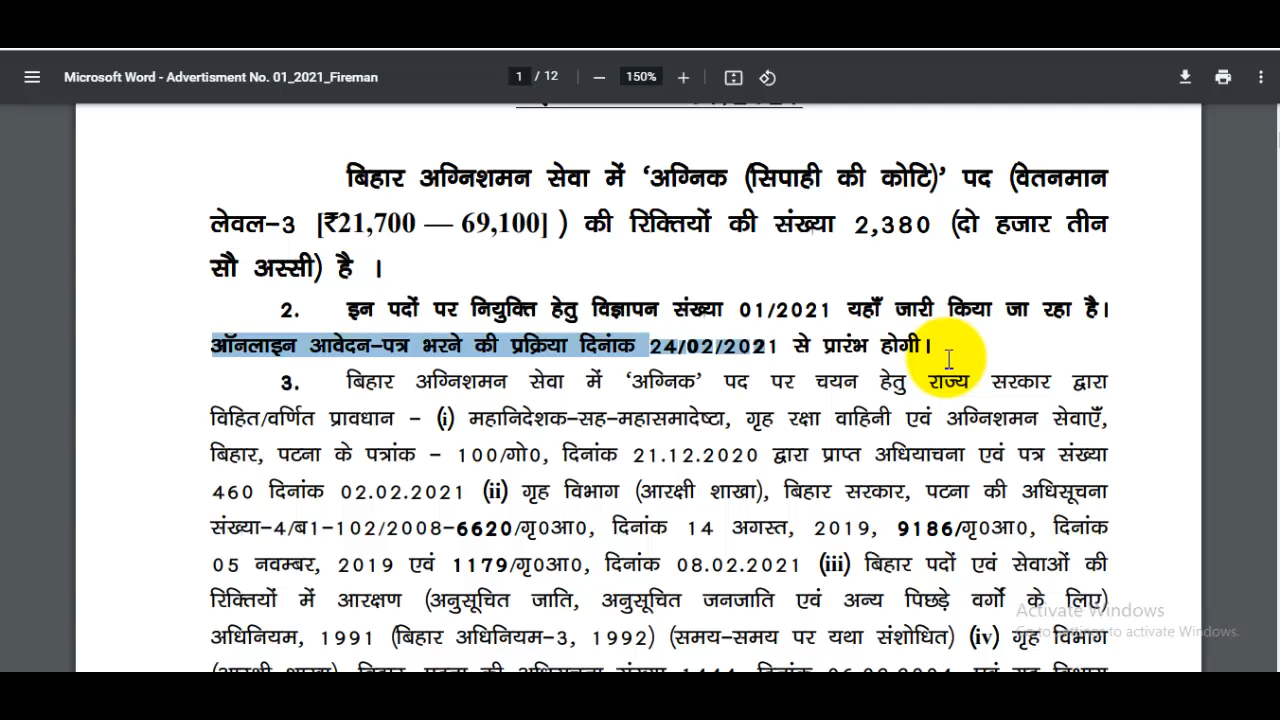 Microsoft Word - Advertisment No. 01_2021_Fireman
1 / 12
150%
बिहार अग्निशमन सेवा में ‘अग्निक (सिपाही की कोटि)’ पद (वेतनमान
लेवल-3 [₹21,700 — 69,100] ) की रिक्तियों की संख्या 2,380 (दो हजार तीन
सौ अस्सी) है ।
2. इन पदों पर नियुक्ति हेतु विज्ञापन संख्या 01/2021 यहाँ जारी किया जा रहा है।
ऑनलाइन आवेदन-पत्र भरने की प्रक्रिया दिनांक 24/02/2021 से प्रारंभ होगी।
3. बिहार अग्निशमन सेवा में ‘अग्निक’ पद पर चयन हेतु राज्य सरकार द्वारा
विहित/वर्णित प्रावधान - (i) महानिदेशक-सह-महासमादेष्टा, गृह रक्षा वाहिनी एवं अग्निशमन सेवाएँ,
बिहार, पटना के पत्रांक - 100/गो0, दिनांक 21.12.2020 द्वारा प्राप्त अधियाचना एवं पत्र संख्या
460 दिनांक 02.02.2021 (ii) गृह विभाग (आरक्षी शाखा), बिहार सरकार, पटना की अधिसूचना
संख्या-4/ब1-102/2008-6620/गृ0आ0, दिनांक 14 अगस्त, 2019, 9186/गृ0आ0, दिनांक
05 नवम्बर, 2019 एवं 1179/गृ0आ0, दिनांक 08.02.2021 (iii) बिहार पदों एवं सेवाओं की
रिक्तियों में आरक्षण (अनुसूचित जाति, अनुसूचित जनजाति एवं अन्य पिछड़े वर्गों के लिए)
अधिनियम, 1991 (बिहार अधिनियम-3, 1992) (समय-समय पर यथा संशोधित) (iv) गृह विभाग
Activate Windows
Go to Settings to activate Windows.